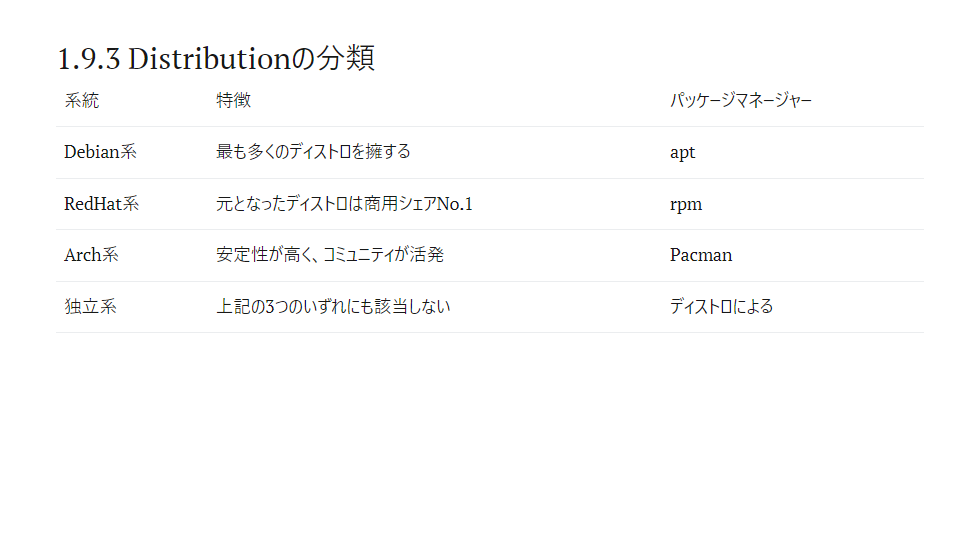 1.9.3 Distributionの分類
系統 特徴 パッケージマネージャー
Debian系 最も多くのディストロを擁する apt
RedHat系 元となったディストロは商用シェアNo.1 rpm
Arch系 安定性が高く、コミュニティが活発 Pacman
独立系 上記の3つのいずれにも該当しない ディストロによる